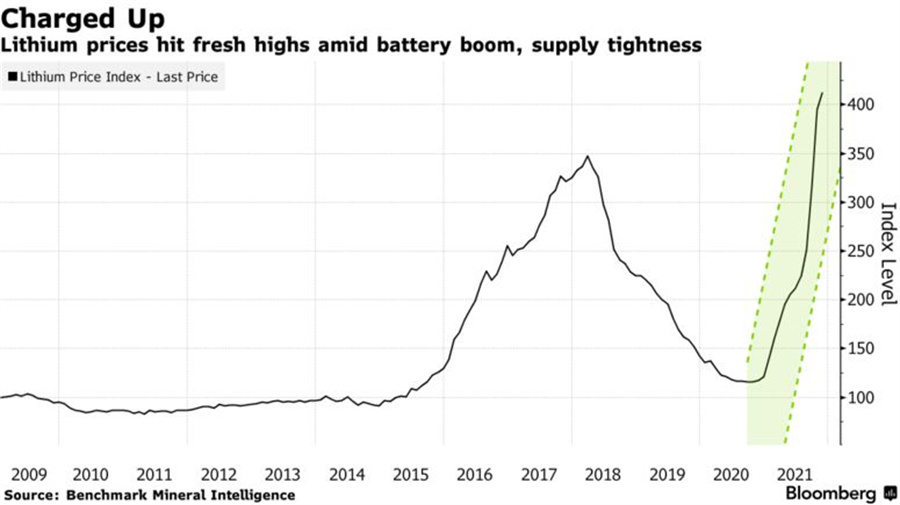 Charged Up
Lithium prices hit fresh highs amid battery boom, supply tightness
Lithium Price Index - Last Price
400
350
300
250
200
150
100
Index Level
2009 2010 2011 2012 2013 2014 2015 2016 2017 2018 2019 2020 2021
Source: Benchmark Mineral Intelligence
Bloomberg